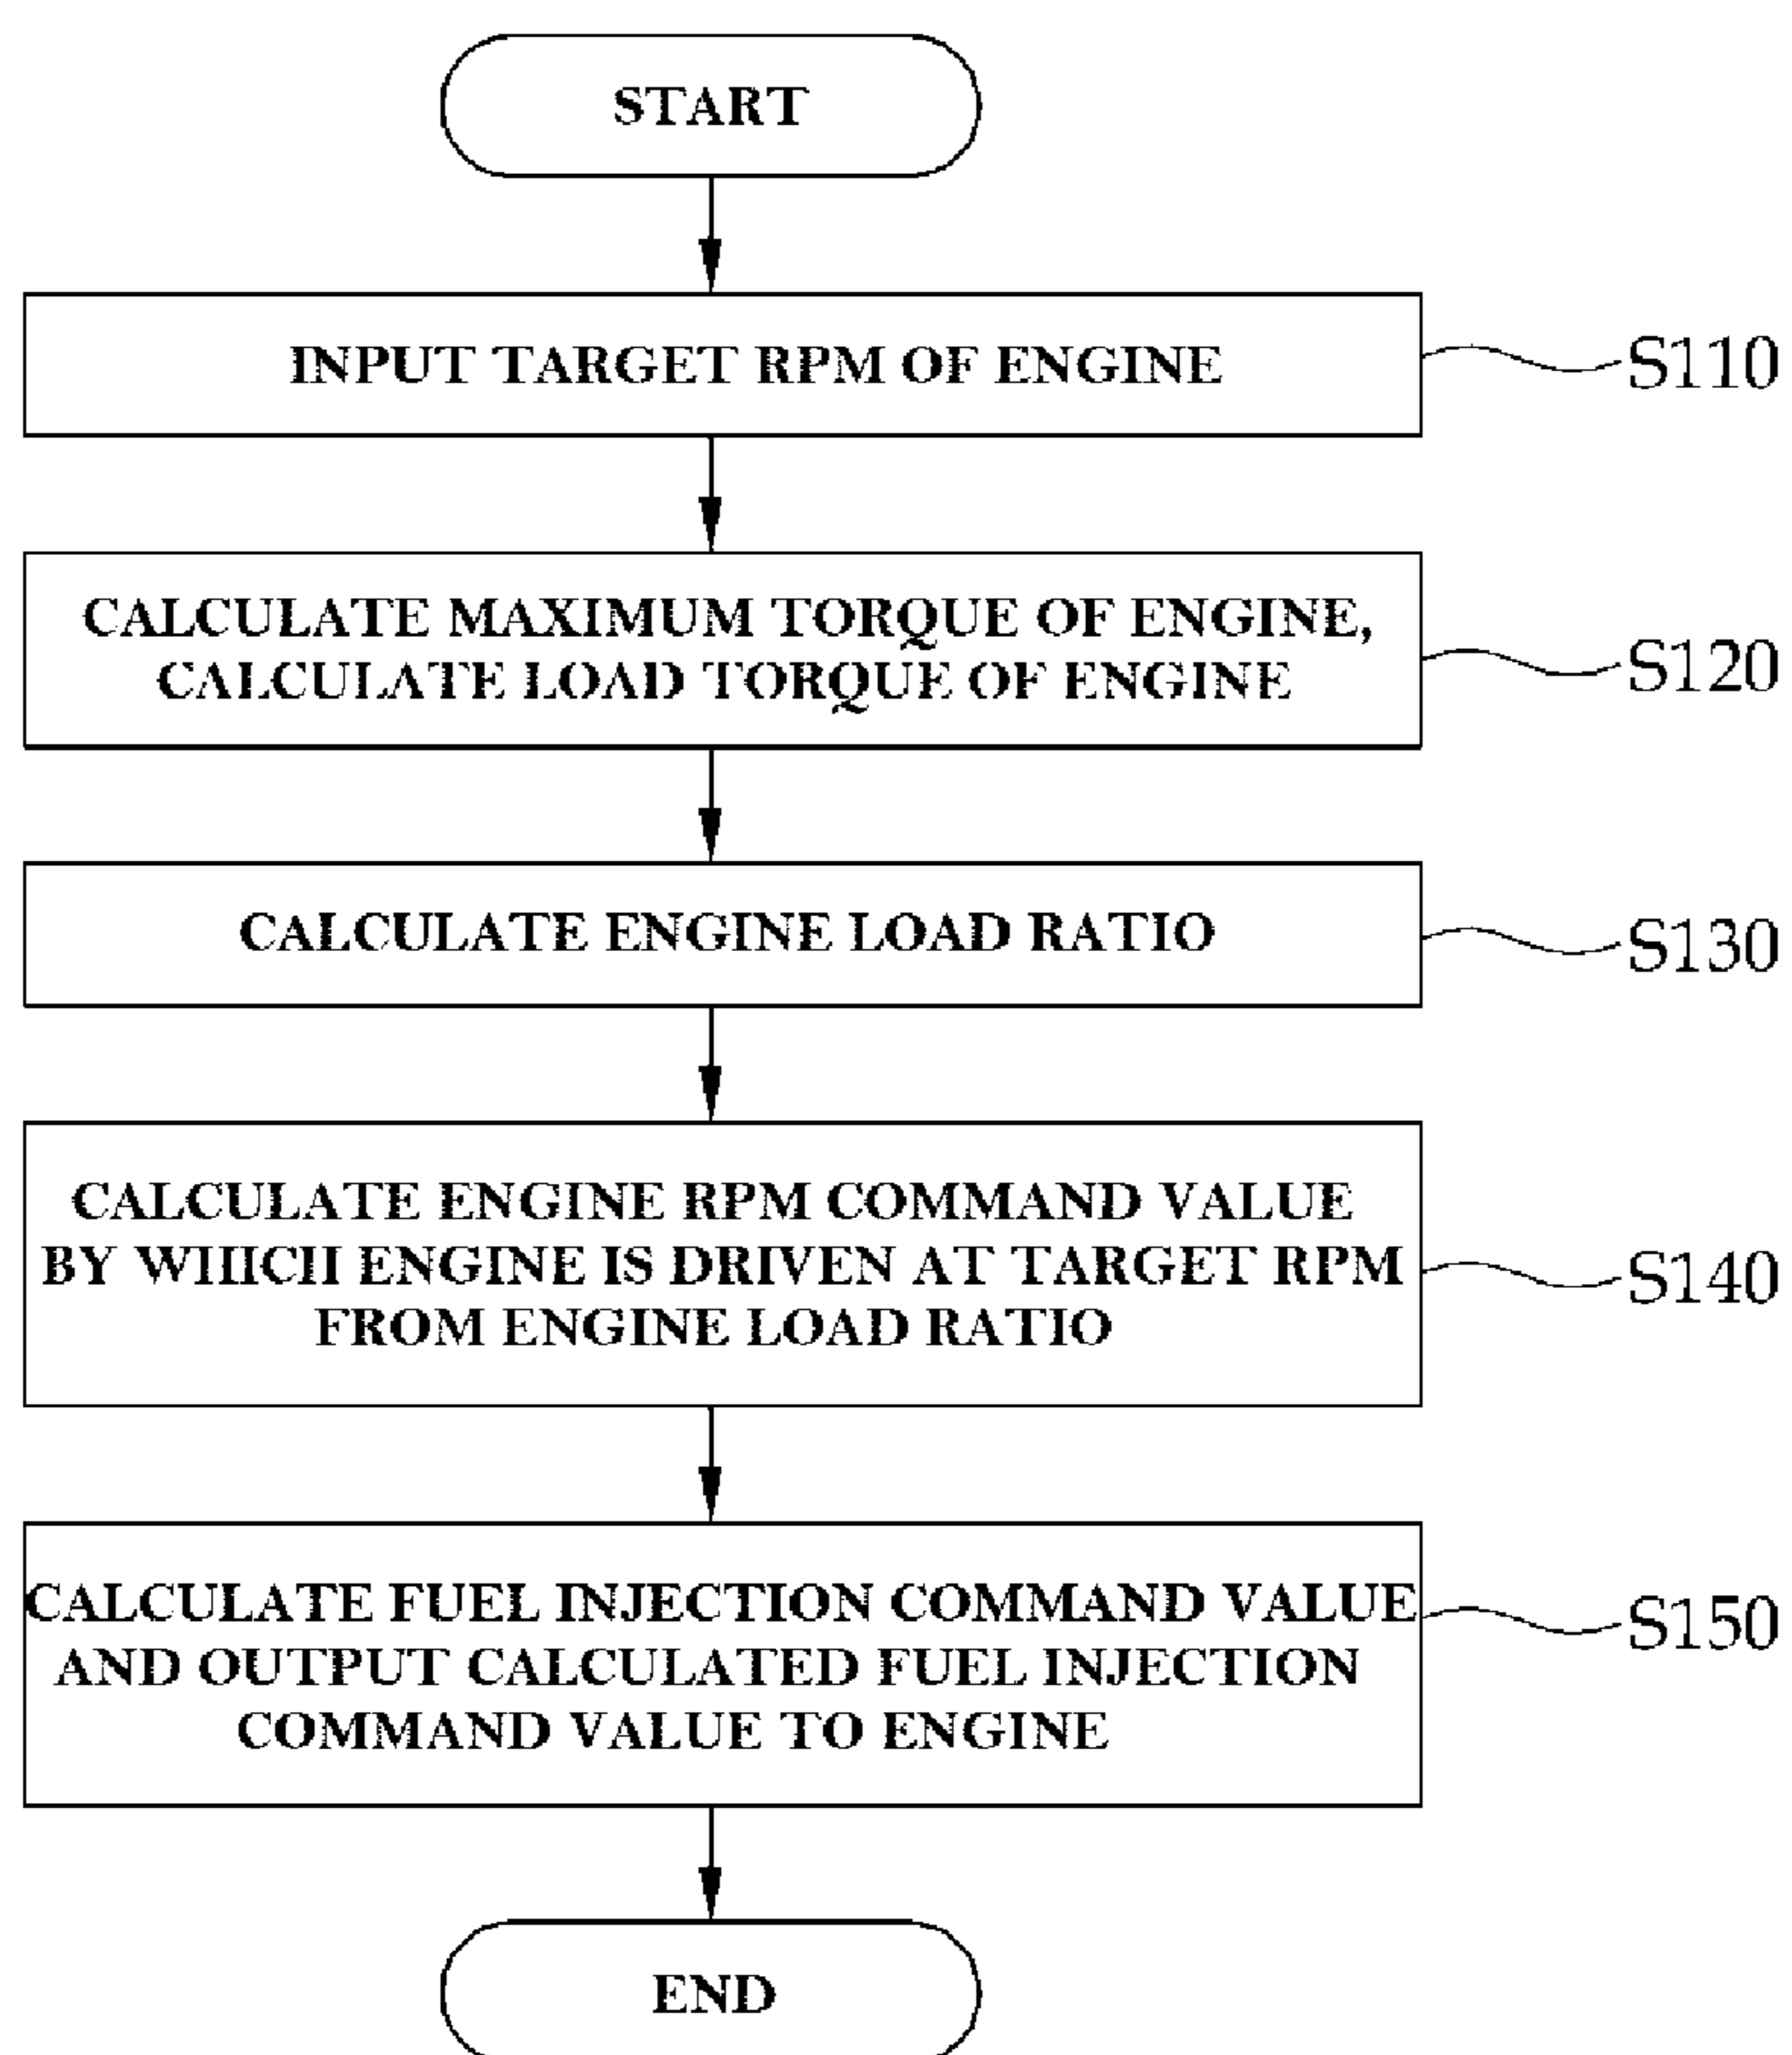 START
INPUT TARGET RPM OF ENGINE
S110
CALCULATE MAXIMUM TORQUE OF ENGINE,
CALCULATE LOAD TORQUE OF ENGINE
S120
CALCULATE ENGINE LOAD RATIO
S130
CALCULATE ENGINE RPM COMMAND VALUE
BY WHICH ENGINE IS DRIVEN AT TARGET RPM
FROM ENGINE LOAD RATIO
S140
CALCULATE FUEL INJECTION COMMAND VALUE
AND OUTPUT CALCULATED FUEL INJECTION
COMMAND VALUE TO ENGINE
S150
END